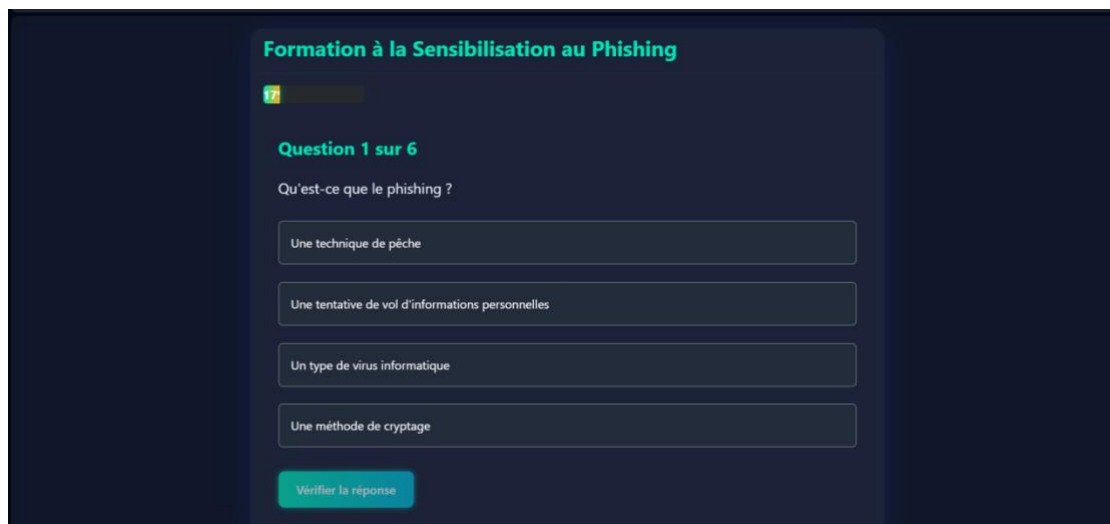 Formation à la Sensibilisation au Phishing
17
Question 1 sur 6
Qu'est-ce que le phishing ?
Une technique de pêche
Une tentative de vol d'informations personnelles
Un type de virus informatique
Une méthode de cryptage
Vérifier la réponse